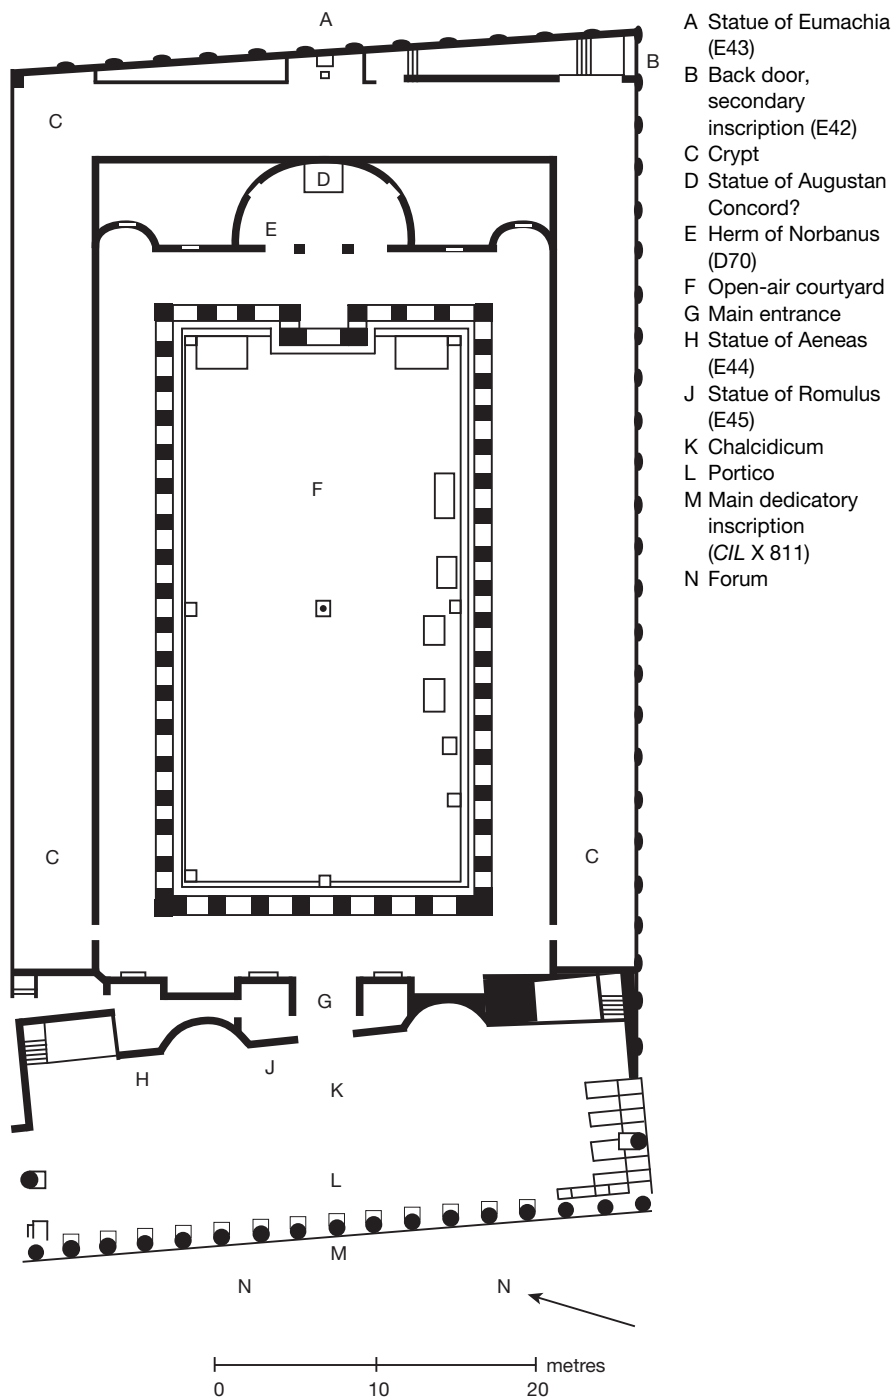 A
B
C
D
E
F
C
C
G
H
J
K
L
M
N
N
metres
0
10
20
A Statue of Eumachia
(E43)
B Back door,
secondary
inscription (E42)
C Crypt
D Statue of Augustan
Concord?
E Herm of Norbanus
(D70)
F Open-air courtyard
G Main entrance
H Statue of Aeneas
(E44)
J Statue of Romulus
(E45)
K Chalcidicum
L Portico
M Main dedicatory
inscription
(CIL X 811)
N Forum